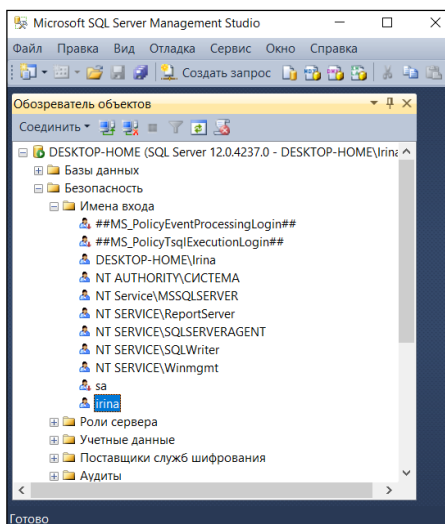 Microsoft SQL Server Management Studio
Файл Правка Вид Отладка Сервис Окно Справка
Создать запрос
Обозреватель объектов
Соединить
DESKTOP-HOME (SQL Server 12.0.4237.0 - DESKTOP-HOME\Irina
Базы данных
Безопасность
Имена входа
##MS_PolicyEventProcessingLogin##
##MS_PolicyTsqlExecutionLogin##
DESKTOP-HOME\Irina
NT AUTHORITY\СИСТЕМА
NT Service\MSSQLSERVER
NT SERVICE\ReportServer
NT SERVICE\SQLSERVERAGENT
NT SERVICE\SQLWriter
NT SERVICE\Winmgmt
sa
irina
Роли сервера
Учетные данные
Поставщики служб шифрования
Аудиты
Готово